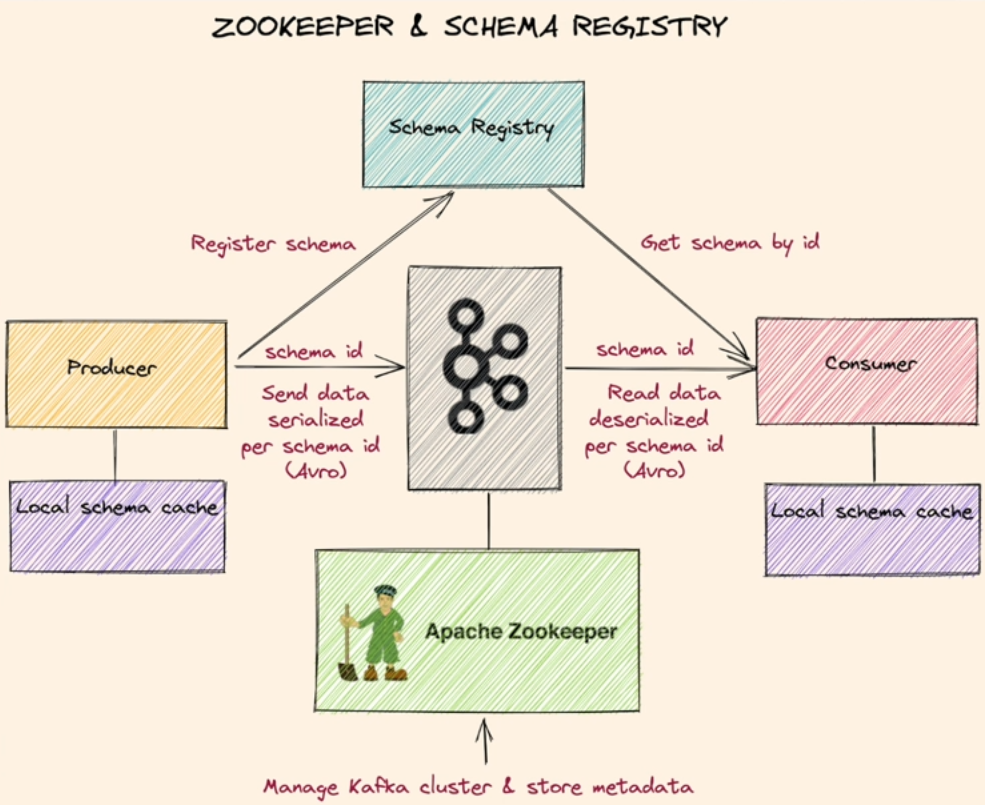 ZOOKEEPER & SCHEMA REGISTRY
Schema Registry
Register schema
Get schema by id
Producer
schema id
Send data
serialized
per schema id
(Avro)
schema id
Read data
deserialized
per schema id
(Avro)
Consumer
Local schema cache
Local schema cache
Apache Zookeeper
Manage Kafka cluster & store metadata